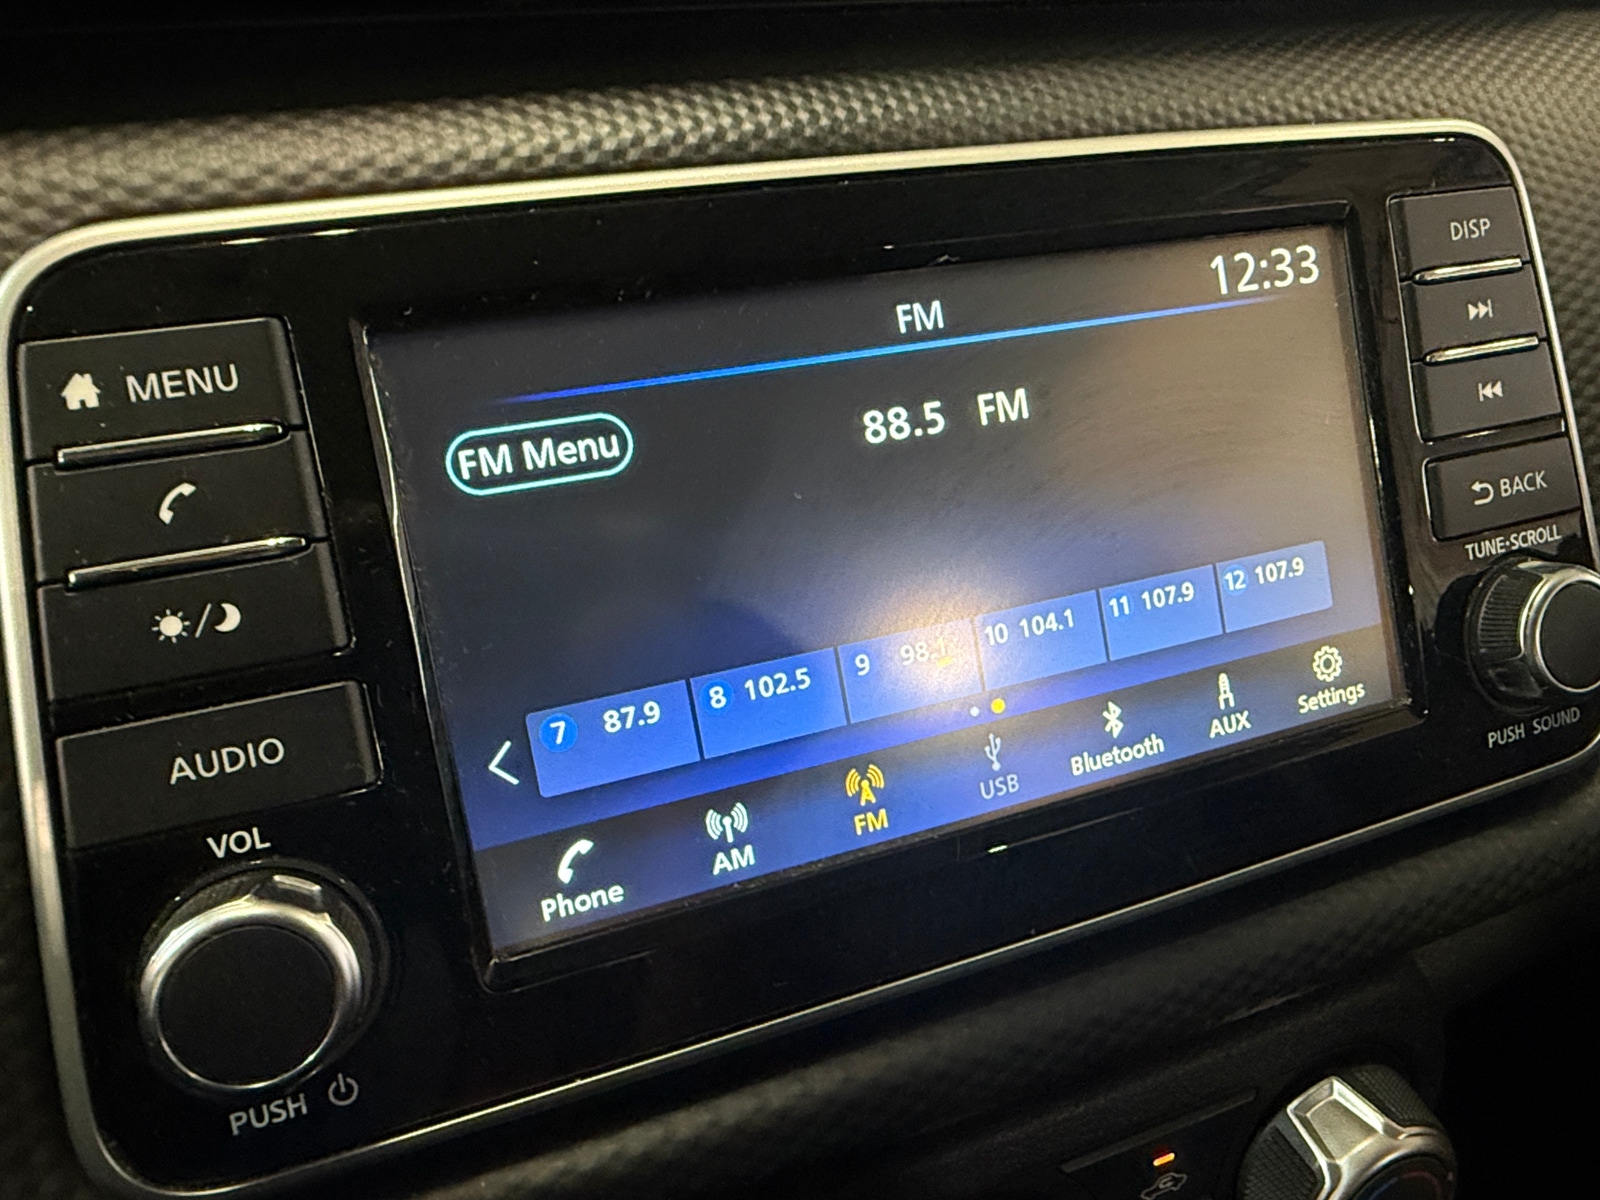 12:33
FM
88.5 FM
FM Menu
7 87.9
8 102.5
9 98.1
10 104.1
11 107.9
12 107.9
Phone
AM
FM
USB
Bluetooth
AUX
Settings
MENU
AUDIO
VOL
PUSH
DISP
BACK
TUNE·SCROLL
PUSH SOUND